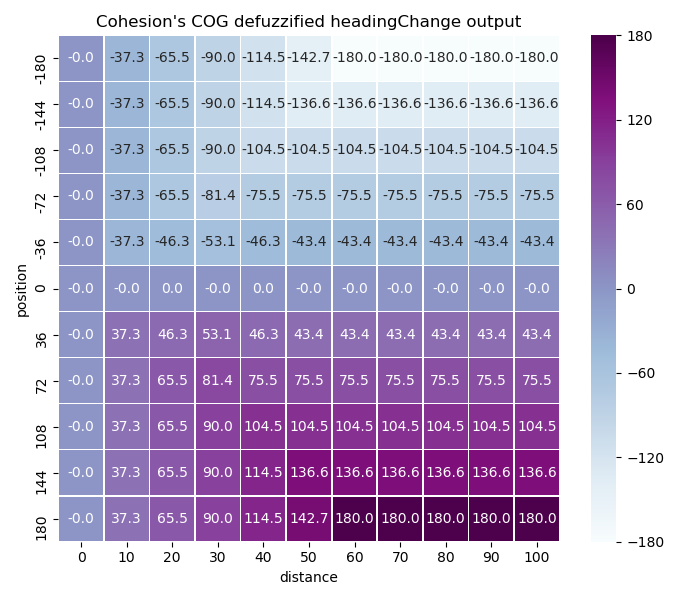 Cohesion's COG defuzzified headingChange output
-180 -0.0 -37.3 -65.5 -90.0 -114.5 -142.7 -180.0 -180.0 -180.0 -180.0 -180.0
-144 -0.0 -37.3 -65.5 -90.0 -114.5 -136.6 -136.6 -136.6 -136.6 -136.6 -136.6
-108 -0.0 -37.3 -65.5 -90.0 -104.5 -104.5 -104.5 -104.5 -104.5 -104.5 -104.5
-72 -0.0 -37.3 -65.5 -81.4 -75.5 -75.5 -75.5 -75.5 -75.5 -75.5 -75.5
-36 -0.0 -37.3 -46.3 -53.1 -46.3 -43.4 -43.4 -43.4 -43.4 -43.4 -43.4
0 -0.0 -0.0 0.0 -0.0 0.0 -0.0 -0.0 -0.0 -0.0 -0.0 -0.0
36 -0.0 37.3 46.3 53.1 46.3 43.4 43.4 43.4 43.4 43.4 43.4
72 -0.0 37.3 65.5 81.4 75.5 75.5 75.5 75.5 75.5 75.5 75.5
108 -0.0 37.3 65.5 90.0 104.5 104.5 104.5 104.5 104.5 104.5 104.5
144 -0.0 37.3 65.5 90.0 114.5 136.6 136.6 136.6 136.6 136.6 136.6
180 -0.0 37.3 65.5 90.0 114.5 142.7 180.0 180.0 180.0 180.0 180.0
0 10 20 30 40 50 60 70 80 90 100
distance
position
180
120
60
0
−60
−120
−180